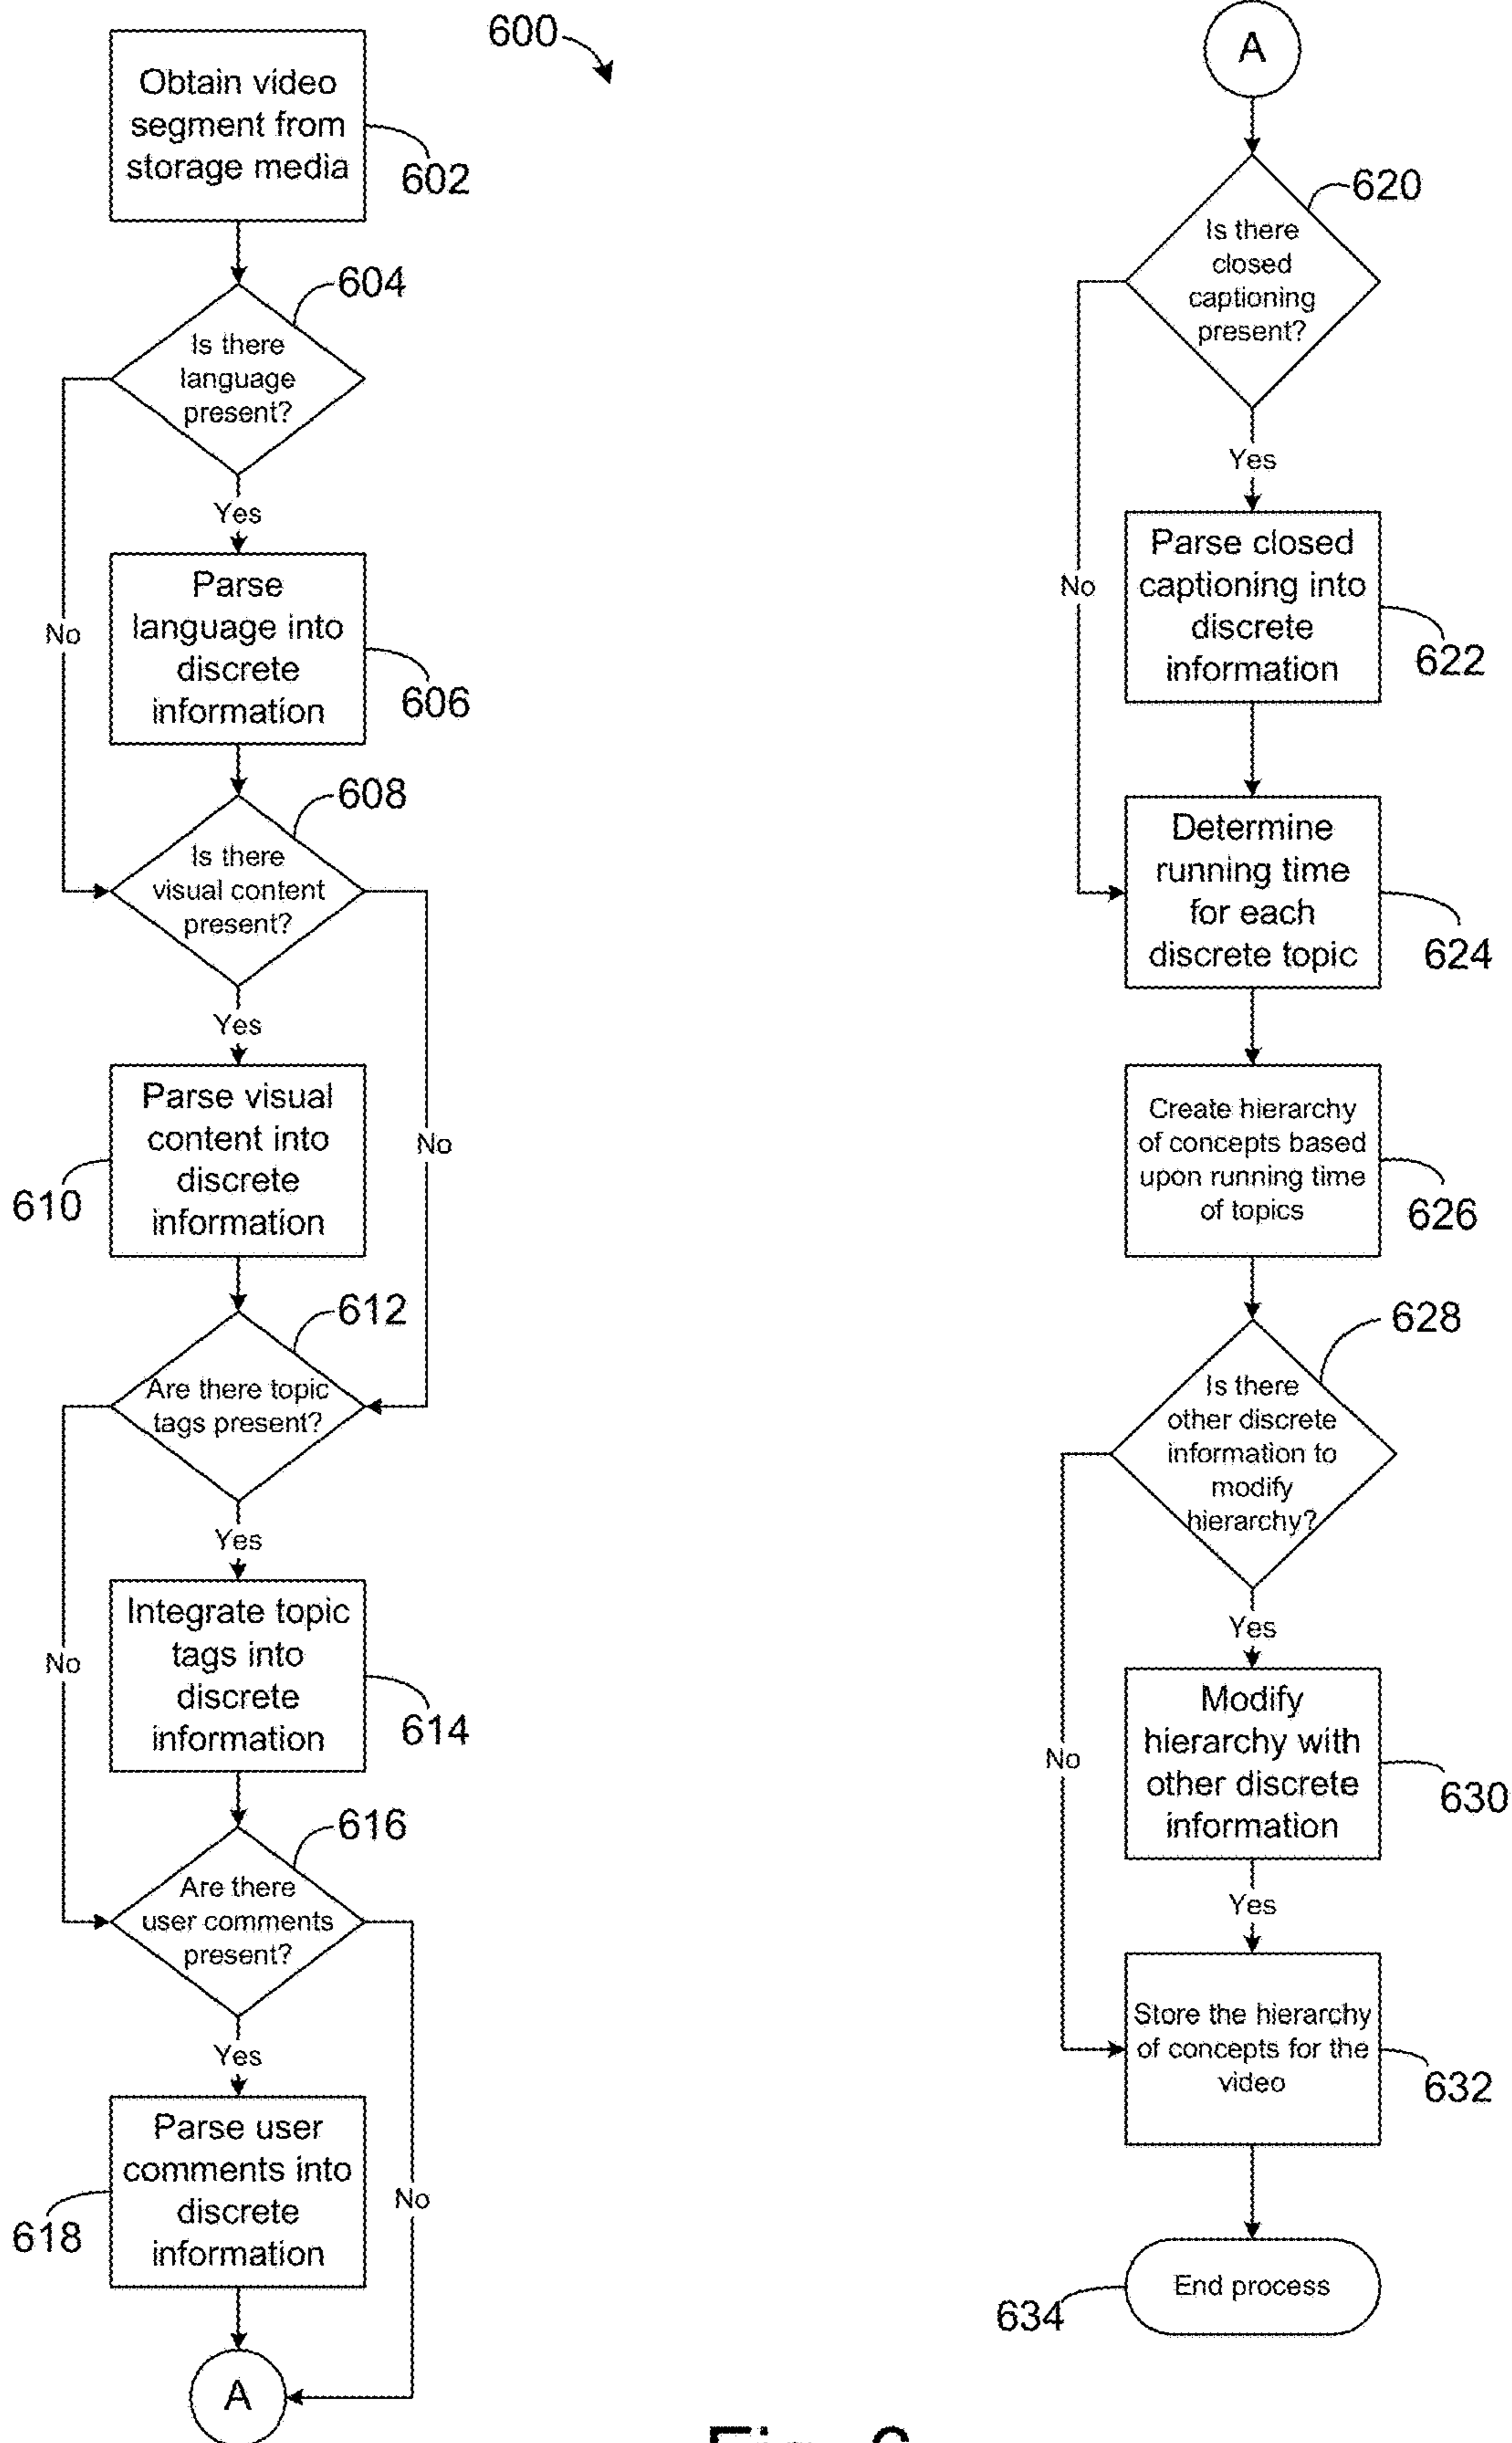 600
Obtain video
segment from
storage media
602
604
Is there
language
present?
Yes
No
Parse
language into
discrete
information
606
608
Is there
visual content
present?
Yes
No
Parse visual
content into
discrete
information
610
612
Are there topic
tags present?
Yes
No
Integrate topic
tags into
discrete
information
614
616
Are there
user comments
present?
Yes
No
Parse user
comments into
discrete
information
618
A
A
620
Is there
closed
captioning
present?
Yes
No
Parse closed
captioning into
discrete
information
622
Determine
running time
for each
discrete topic
624
Create hierarchy
of concepts based
upon running time
of topics
626
628
Is there
other discrete
information to
modify
hierarchy?
Yes
No
Modify
hierarchy with
other discrete
information
630
Yes
Store the hierarchy
of concepts for the
video
632
End process
634